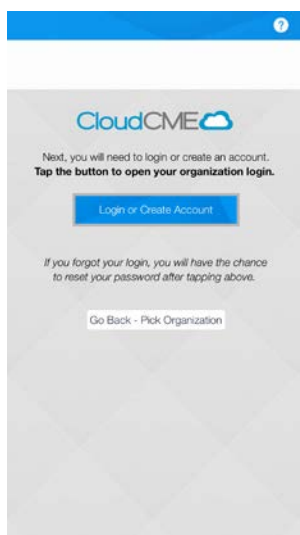 ?
CloudCME
Next, you will need to login or create an account.
Tap the button to open your organization login.
Login or Create Account
If you forgot your login, you will have the chance
to reset your password after tapping above.
Go Back - Pick Organization